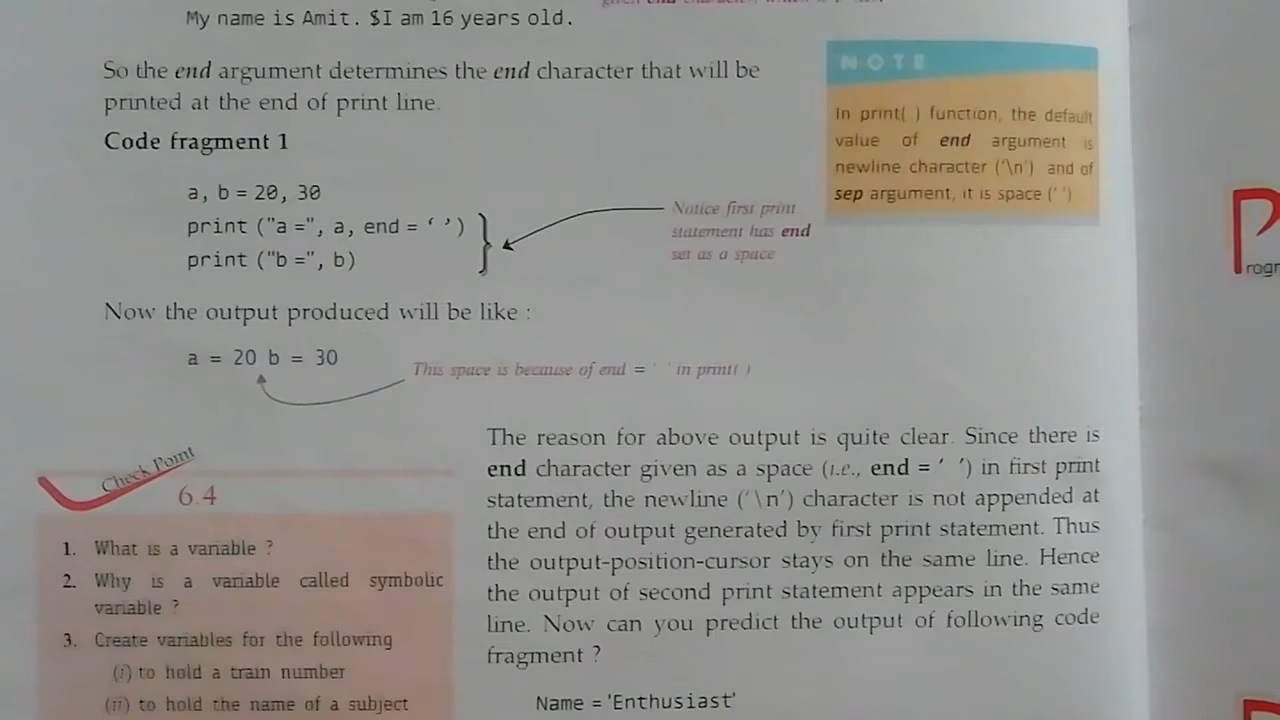 My name is Amit. $I am 16 years old.
So the end argument determines the end character that will be
printed at the end of print line.
Code fragment 1
a, b = 20, 30
print ("a =", a, end = ‘ ’)
print ("b =", b)
Notice first print
statement has end
set as a space
NOTE
In print( ) function, the default
value of end argument is
newline character ('\n') and of
sep argument, it is space (' ')
Now the output produced will be like :
a = 20 b = 30
This space is because of end = ' ' in print( )
The reason for above output is quite clear. Since there is
end character given as a space (i.e., end = ' ') in first print
statement, the newline ('\n') character is not appended at
the end of output generated by first print statement. Thus
the output-position-cursor stays on the same line. Hence
the output of second print statement appears in the same
line. Now can you predict the output of following code
fragment ?
Name = 'Enthusiast'
Check Point
6.4
1. What is a variable ?
2. Why is a variable called symbolic
variable ?
3. Create variables for the following
(i) to hold a train number
(ii) to hold the name of a subject
P
rogr